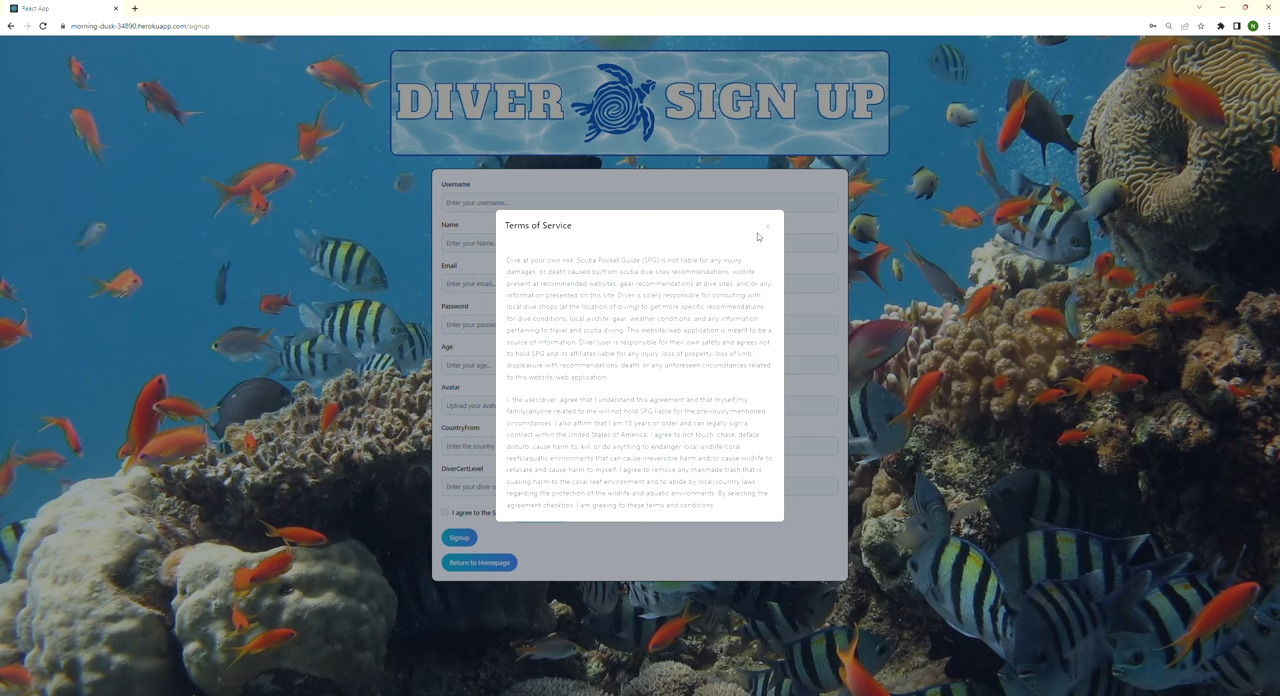 React App
morning-dusk-34890.herokuapp.com/signup
N
DIVER SIGN UP
Username
Enter your username...
Name
Enter your Name.
Email
Enter your email..
Password
Enter your
Age
Enter your age..
Avatar
Upload your
CountryFrom
Enter the country
DiverCertLevel
Enter your diver
I agree to the
Signup
Return to Homepage
Terms of Service
Dive at your own risk. Scuba Pocket Guide (SPG) is not liable for any injury,
damages, or death caused by/from scuba dive sites recommendations, wildlife
present at recommended websites, gear recommendations at dive sites, and/or any
information presented on this site. Diver is solely responsible for consulting with
local dive shops (at the location of diving) to get more specific recommendations
for dive conditions, local wildlife, gear, weather conditions, and any information
pertaining to travel and scuba diving. This website/web application is meant to be a
source of information. Diver/user is responsible for their own safety and agrees not
to hold SPG and its affiliates liable for any injury, loss of property, loss of limb,
displeasure with recommendations, death, or any unforeseen circumstances related
to this website/web application.
I, the user/diver, agree that I understand this agreement and that myself/my
family/anyone related to me will not hold SPG liable for the previously mentioned
circumstances. I also affirm that I am 18 years or older and can legally sign a
contract within the United States of America. I agree to not touch, chase, deface,
disturb, cause harm to, kill, or do anything to endanger local wildlife/coral
reefs/aquatic environments that can cause irreversible harm and/or cause wildlife to
retaliate and cause harm to myself. I agree to remove any manmade trach that is
cuasing harm to the coral reef environment and to abide by local/country laws
regarding the protection of the wildlife and aquatic environments. By selecting the
agreement checkbox, I am greeing to these terms and conditions.